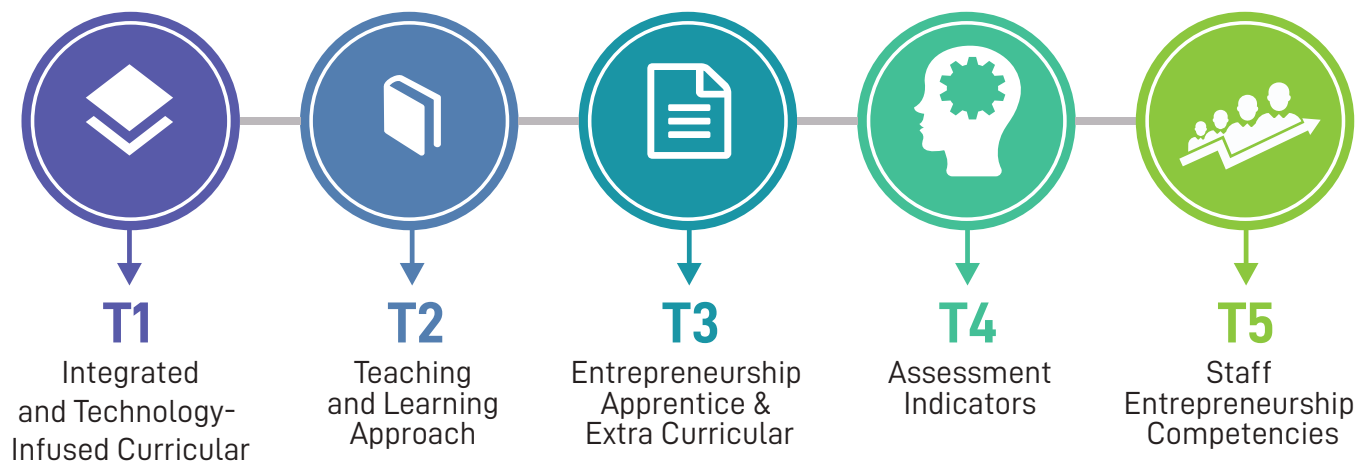 T1
Integrated
and Technology-
Infused Curricular
T2
Teaching
and Learning
Approach
T3
Entrepreneurship
Apprentice &
Extra Curricular
T4
Assessment
Indicators
T5
Staff
Entrepreneurship
Competencies